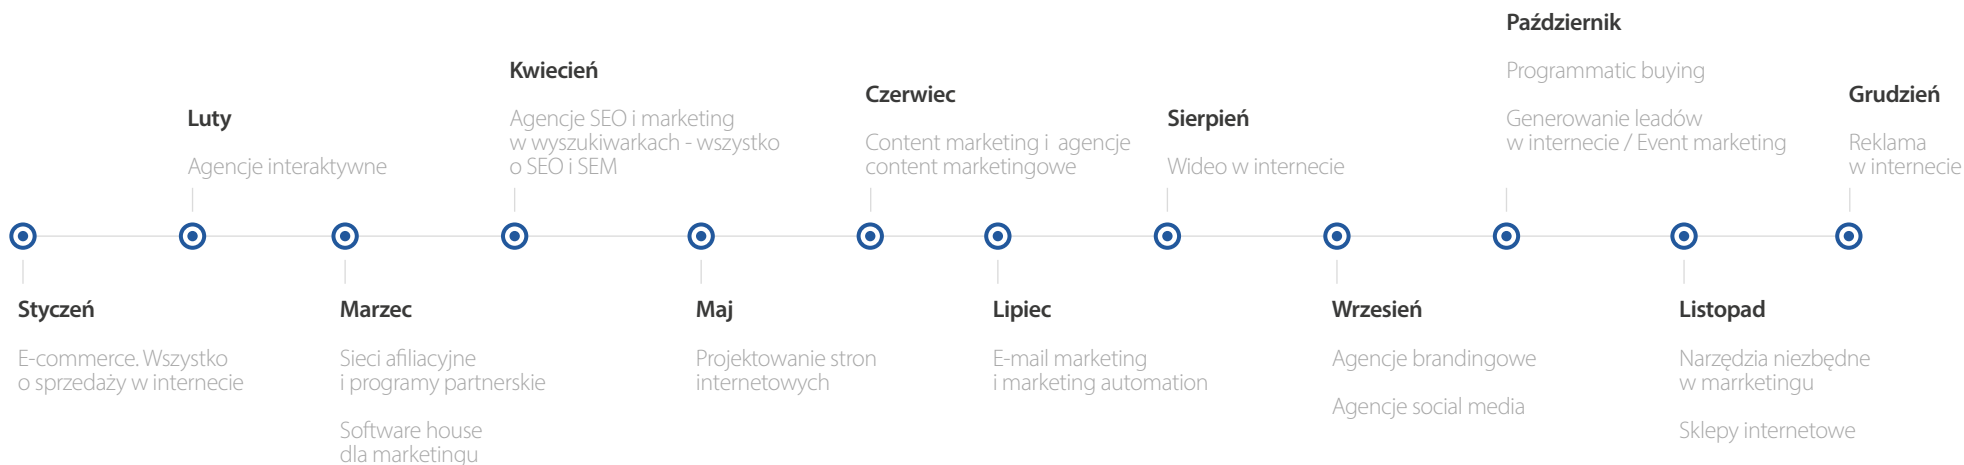 Styczeń
E-commerce. Wszystko
o sprzedaży w internecie
Luty
Agencje interaktywne
Marzec
Sieci afiliacyjne
i programy partnerskie
Software house
dla marketingu
Kwiecień
Agencje SEO i marketing
w wyszukiwarkach - wszystko
o SEO i SEM
Maj
Projektowanie stron
internetowych
Czerwiec
Content marketing i agencje
content marketingowe
Lipiec
E-mail marketing
i marketing automation
Sierpień
Wideo w internecie
Wrzesień
Agencje brandingowe
Agencje social media
Październik
Programmatic buying
Generowanie leadów
w internecie / Event marketing
Listopad
Narzędzia niezbędne
w marrketingu
Sklepy internetowe
Grudzień
Reklama
w internecie